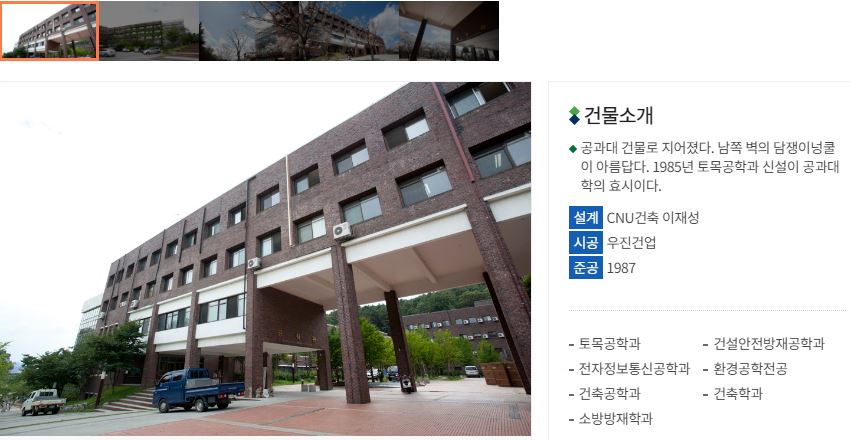 건물소개
공과대 건물로 지어졌다. 남쪽 벽의 담쟁이넝쿨
이 아름답다. 1985년 토목공학과 신설이 공과대
학의 효시이다.
설계 CNU건축 이재성
시공 우진건업
준공 1987
- 토목공학과
- 건설안전방재공학과
- 전자정보통신공학과
- 환경공학전공
- 건축공학과
- 건축학과
- 소방방재학과